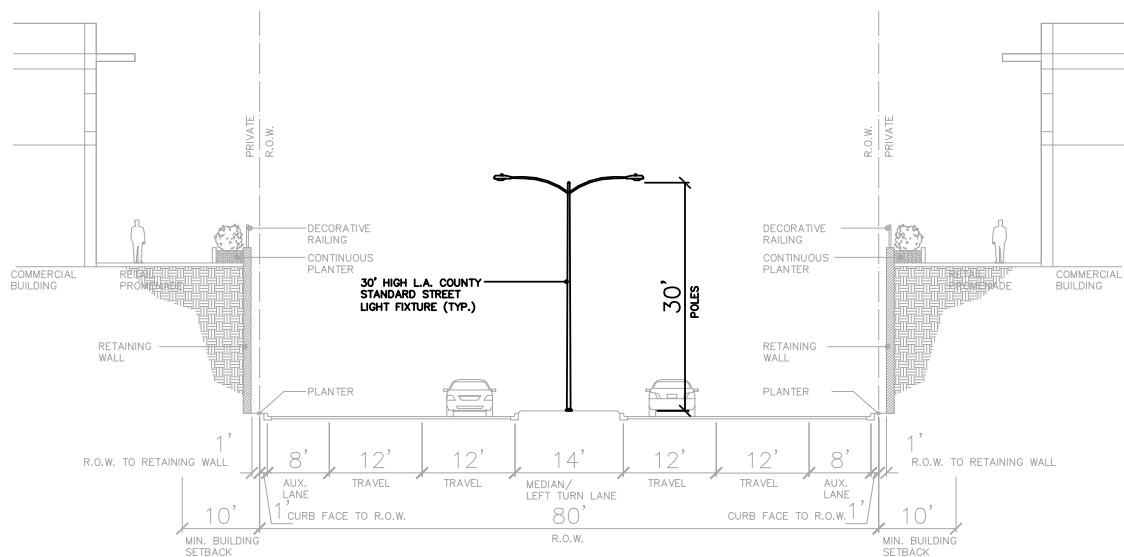 PRIVATE
R.O.W.
R.O.W.
PRIVATE
DECORATIVE
RAILING
CONTINUOUS
PLANTER
DECORATIVE
RAILING
CONTINUOUS
PLANTER
COMMERCIAL
BUILDING
RETAIL
PROMENADE
30' HIGH L.A. COUNTY
STANDARD STREET
LIGHT FIXTURE (TYP.)
30'
POLES
RETAIL
PROMENADE
COMMERCIAL
BUILDING
RETAINING
WALL
RETAINING
WALL
PLANTER
PLANTER
1'
R.O.W. TO RETAINING WALL
8'
AUX.
LANE
12'
TRAVEL
12'
TRAVEL
14'
MEDIAN/
LEFT TURN LANE
12'
TRAVEL
12'
TRAVEL
8'
AUX.
LANE
1'
R.O.W. TO RETAINING WALL
10'
MIN. BUILDING
SETBACK
1'
CURB FACE TO R.O.W.
80'
R.O.W.
CURB FACE TO R.O.W.
1'
10'
MIN. BUILDING
SETBACK